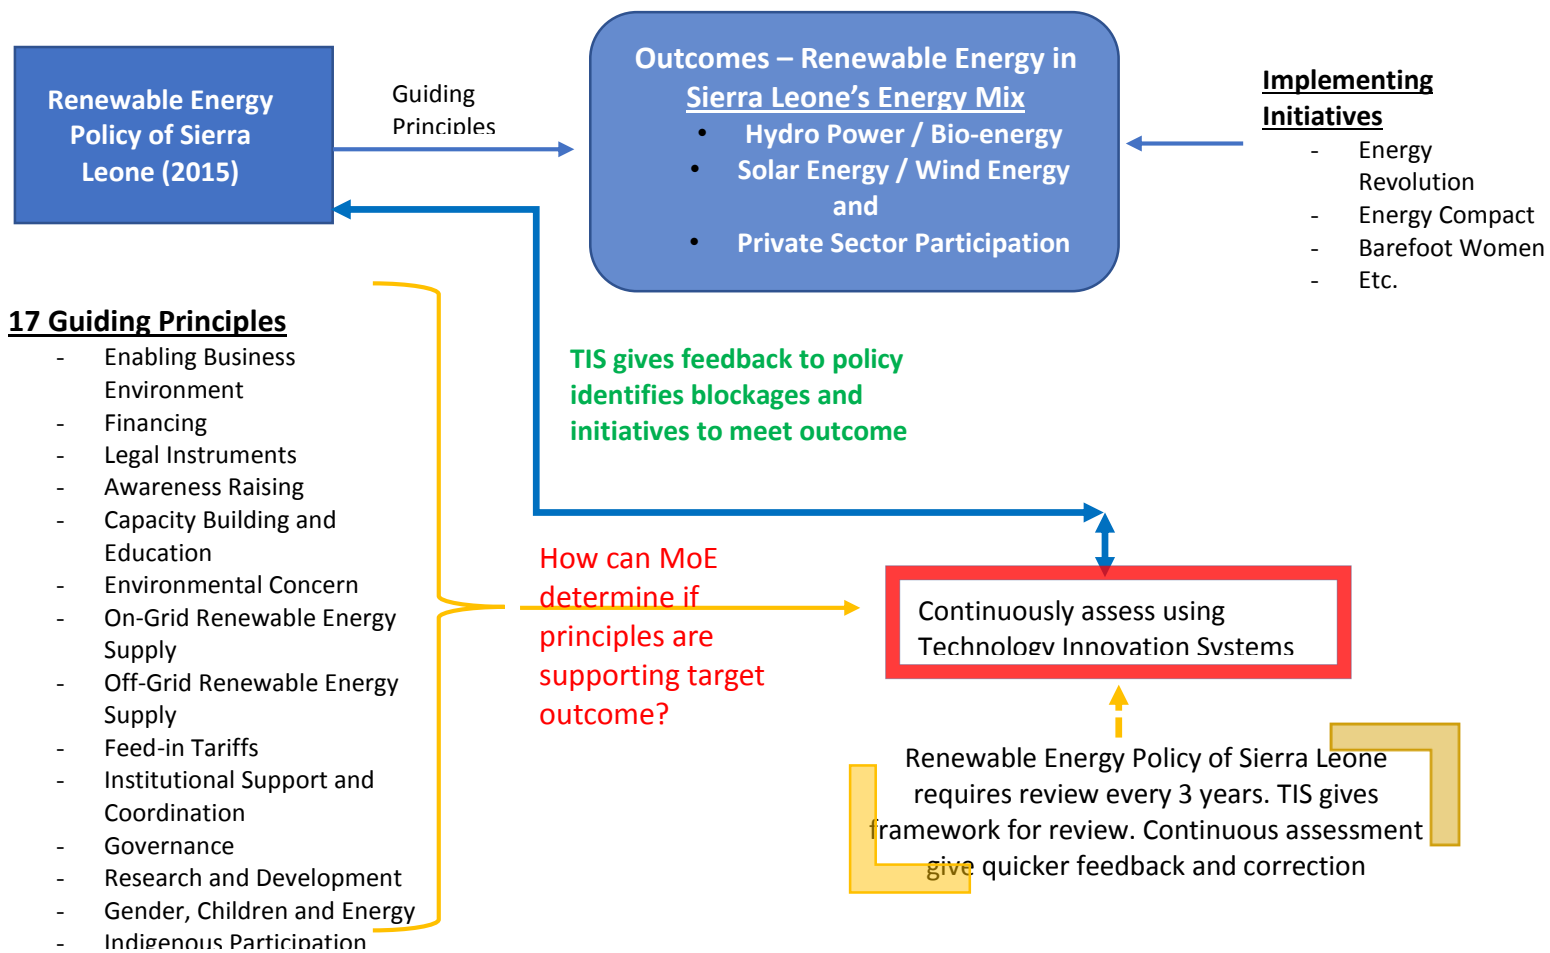 Renewable Energy
Policy of Sierra
Leone (2015)
Guiding
Principles
Outcomes – Renewable Energy in
Sierra Leone’s Energy Mix
• Hydro Power / Bio-energy
• Solar Energy / Wind Energy
and
• Private Sector Participation
Implementing
Initiatives
- Energy
Revolution
- Energy Compact
- Barefoot Women
- Etc.
17 Guiding Principles
- Enabling Business
Environment
- Financing
- Legal Instruments
- Awareness Raising
- Capacity Building and
Education
- Environmental Concern
- On-Grid Renewable Energy
Supply
- Off-Grid Renewable Energy
Supply
- Feed-in Tariffs
- Institutional Support and
Coordination
- Governance
- Research and Development
- Gender, Children and Energy
- Indigenous Participation
TIS gives feedback to policy
identifies blockages and
initiatives to meet outcome
How can MoE
determine if
principles are
supporting target
outcome?
Continuously assess using
Technology Innovation Systems
Renewable Energy Policy of Sierra Leone
requires review every 3 years. TIS gives
framework for review. Continuous assessment
give quicker feedback and correction